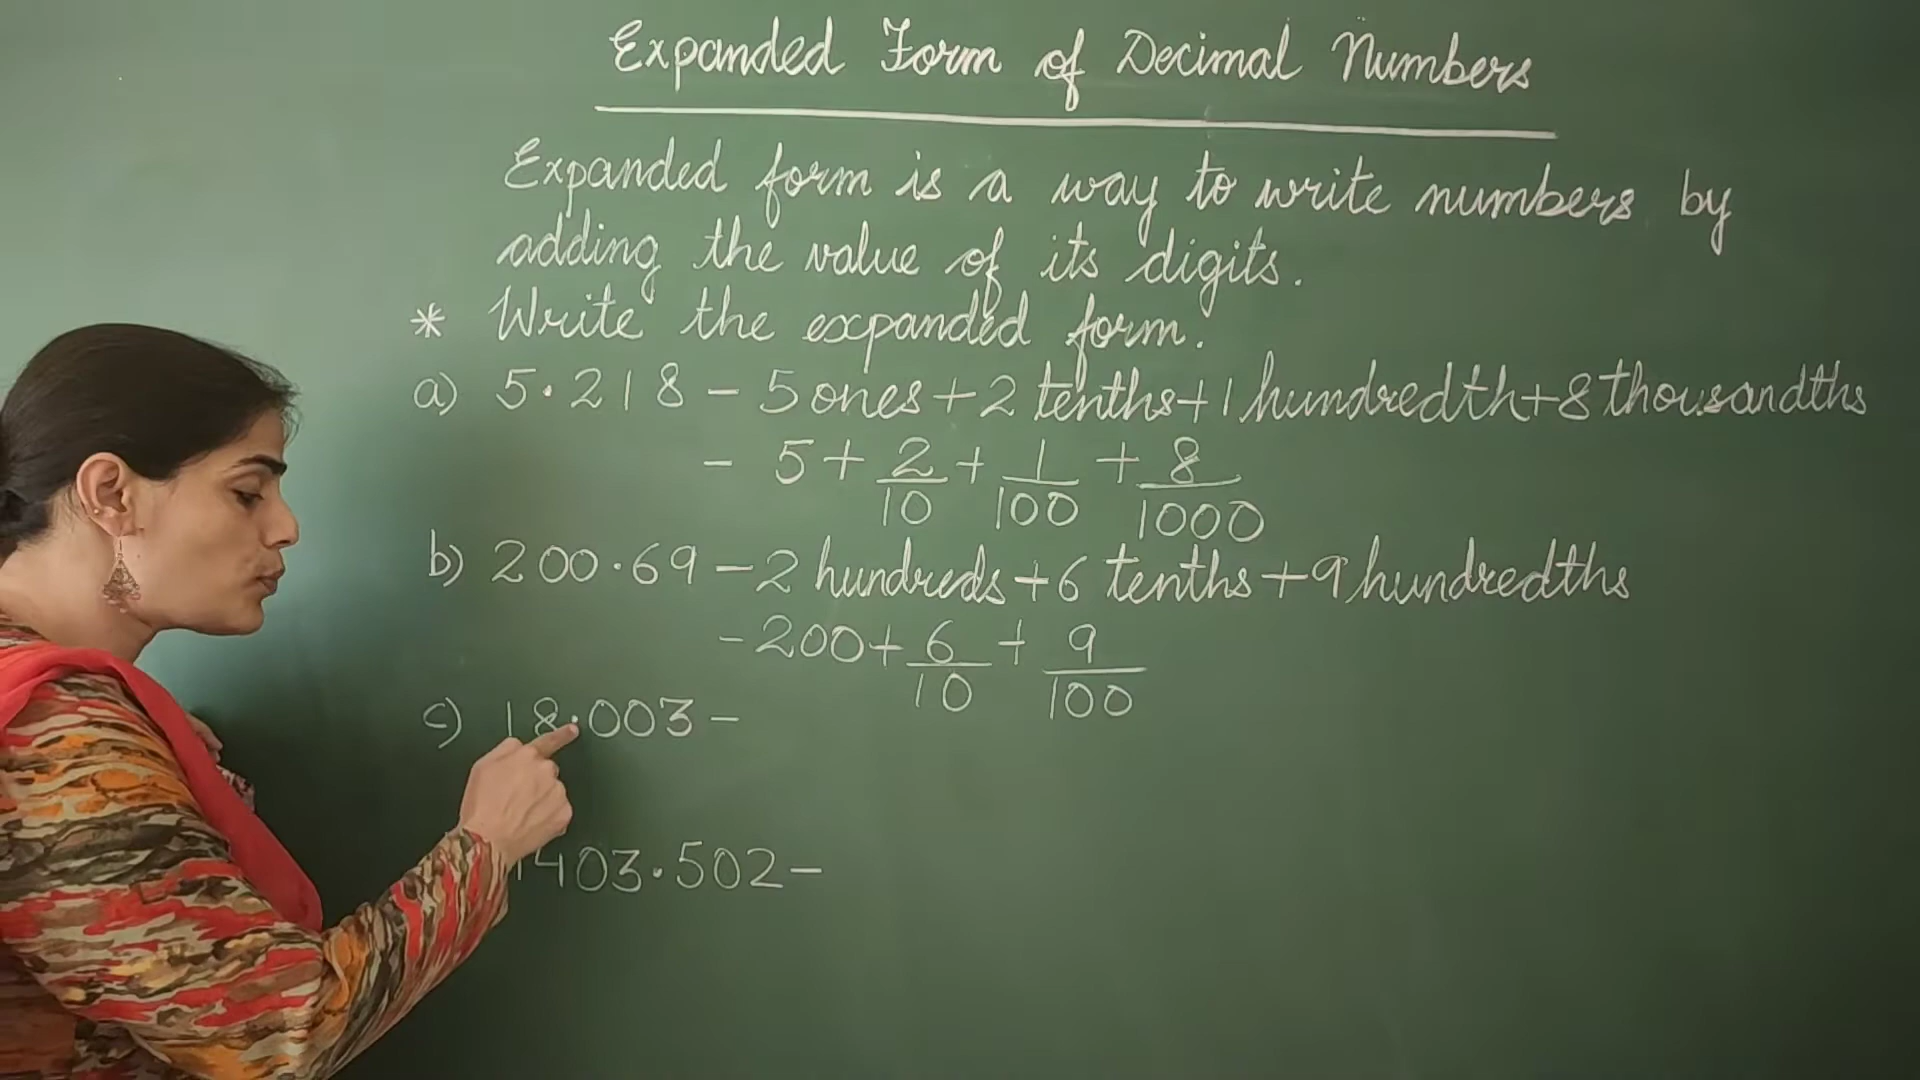 Expanded Form of Decimal Numbers
Expanded form is a way to write numbers by
adding the value of its digits.
* Write the expanded form.
a) 5.218 - 5 ones + 2 tenths + 1 hundredth + 8 thousandths
- 5 + 2/10 + 1/100 + 8/1000
b) 200.69 - 2 hundreds + 6 tenths + 9 hundredths
- 200 + 6/10 + 9/100
c) 18.003 -
1403.502 -